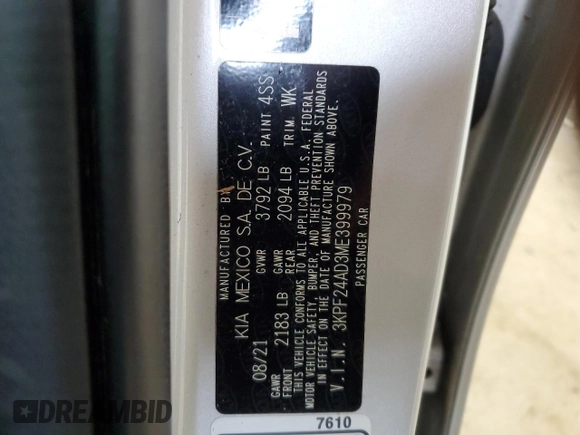 MANUFACTURED BY
KIA MEXICO S.A. DE C.V.
08/21 GVWR 3792 LB PAINT 4SS
GAWR FRONT 2183 LB GAWR REAR 2094 LB TRIM WK
THIS VEHICLE CONFORMS TO ALL APPLICABLE U.S.A. FEDERAL
MOTOR VEHICLE SAFETY, BUMPER, AND THEFT PREVENTION STANDARDS
IN EFFECT ON THE DATE OF MANUFACTURE SHOWN ABOVE.
V.I.N. 3KPF24AD3ME399979
PASSENGER CAR
7610
DREAMBID